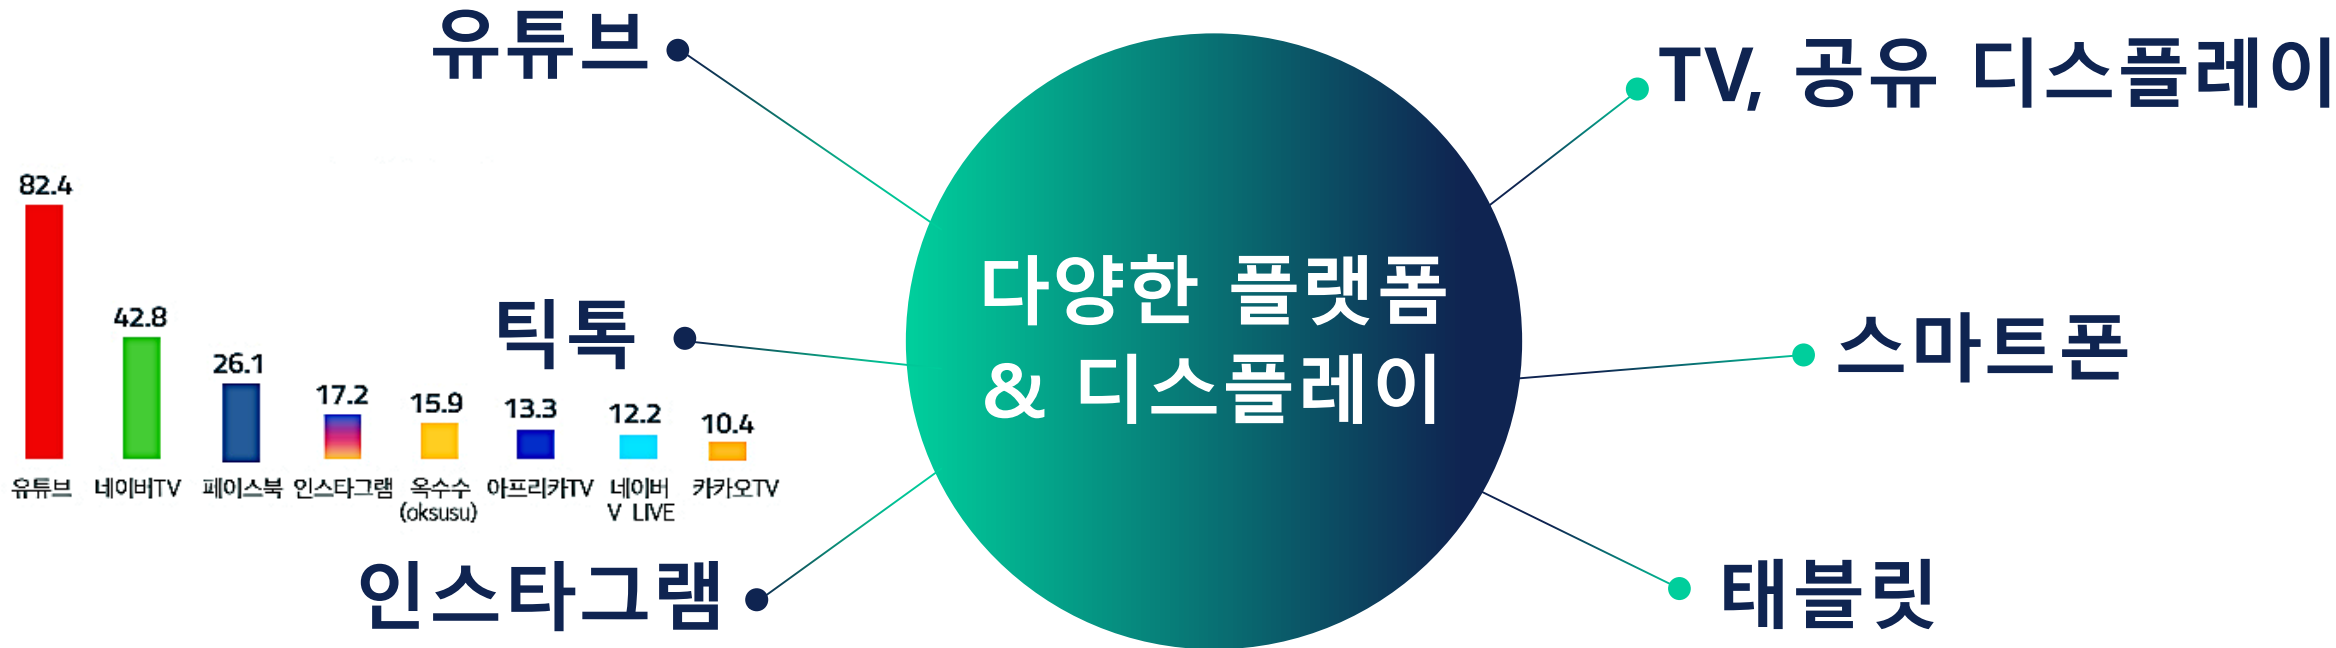 유튜브
TV, 공유 디스플레이
82.4
42.8
26.1
17.2
15.9
13.3
12.2
10.4
유튜브
네이버TV
페이스북
인스타그램
옥수수
(oksusu)
아프리카TV
네이버
V LIVE
카카오TV
틱톡
다양한 플랫폼
& 디스플레이
스마트폰
인스타그램
태블릿